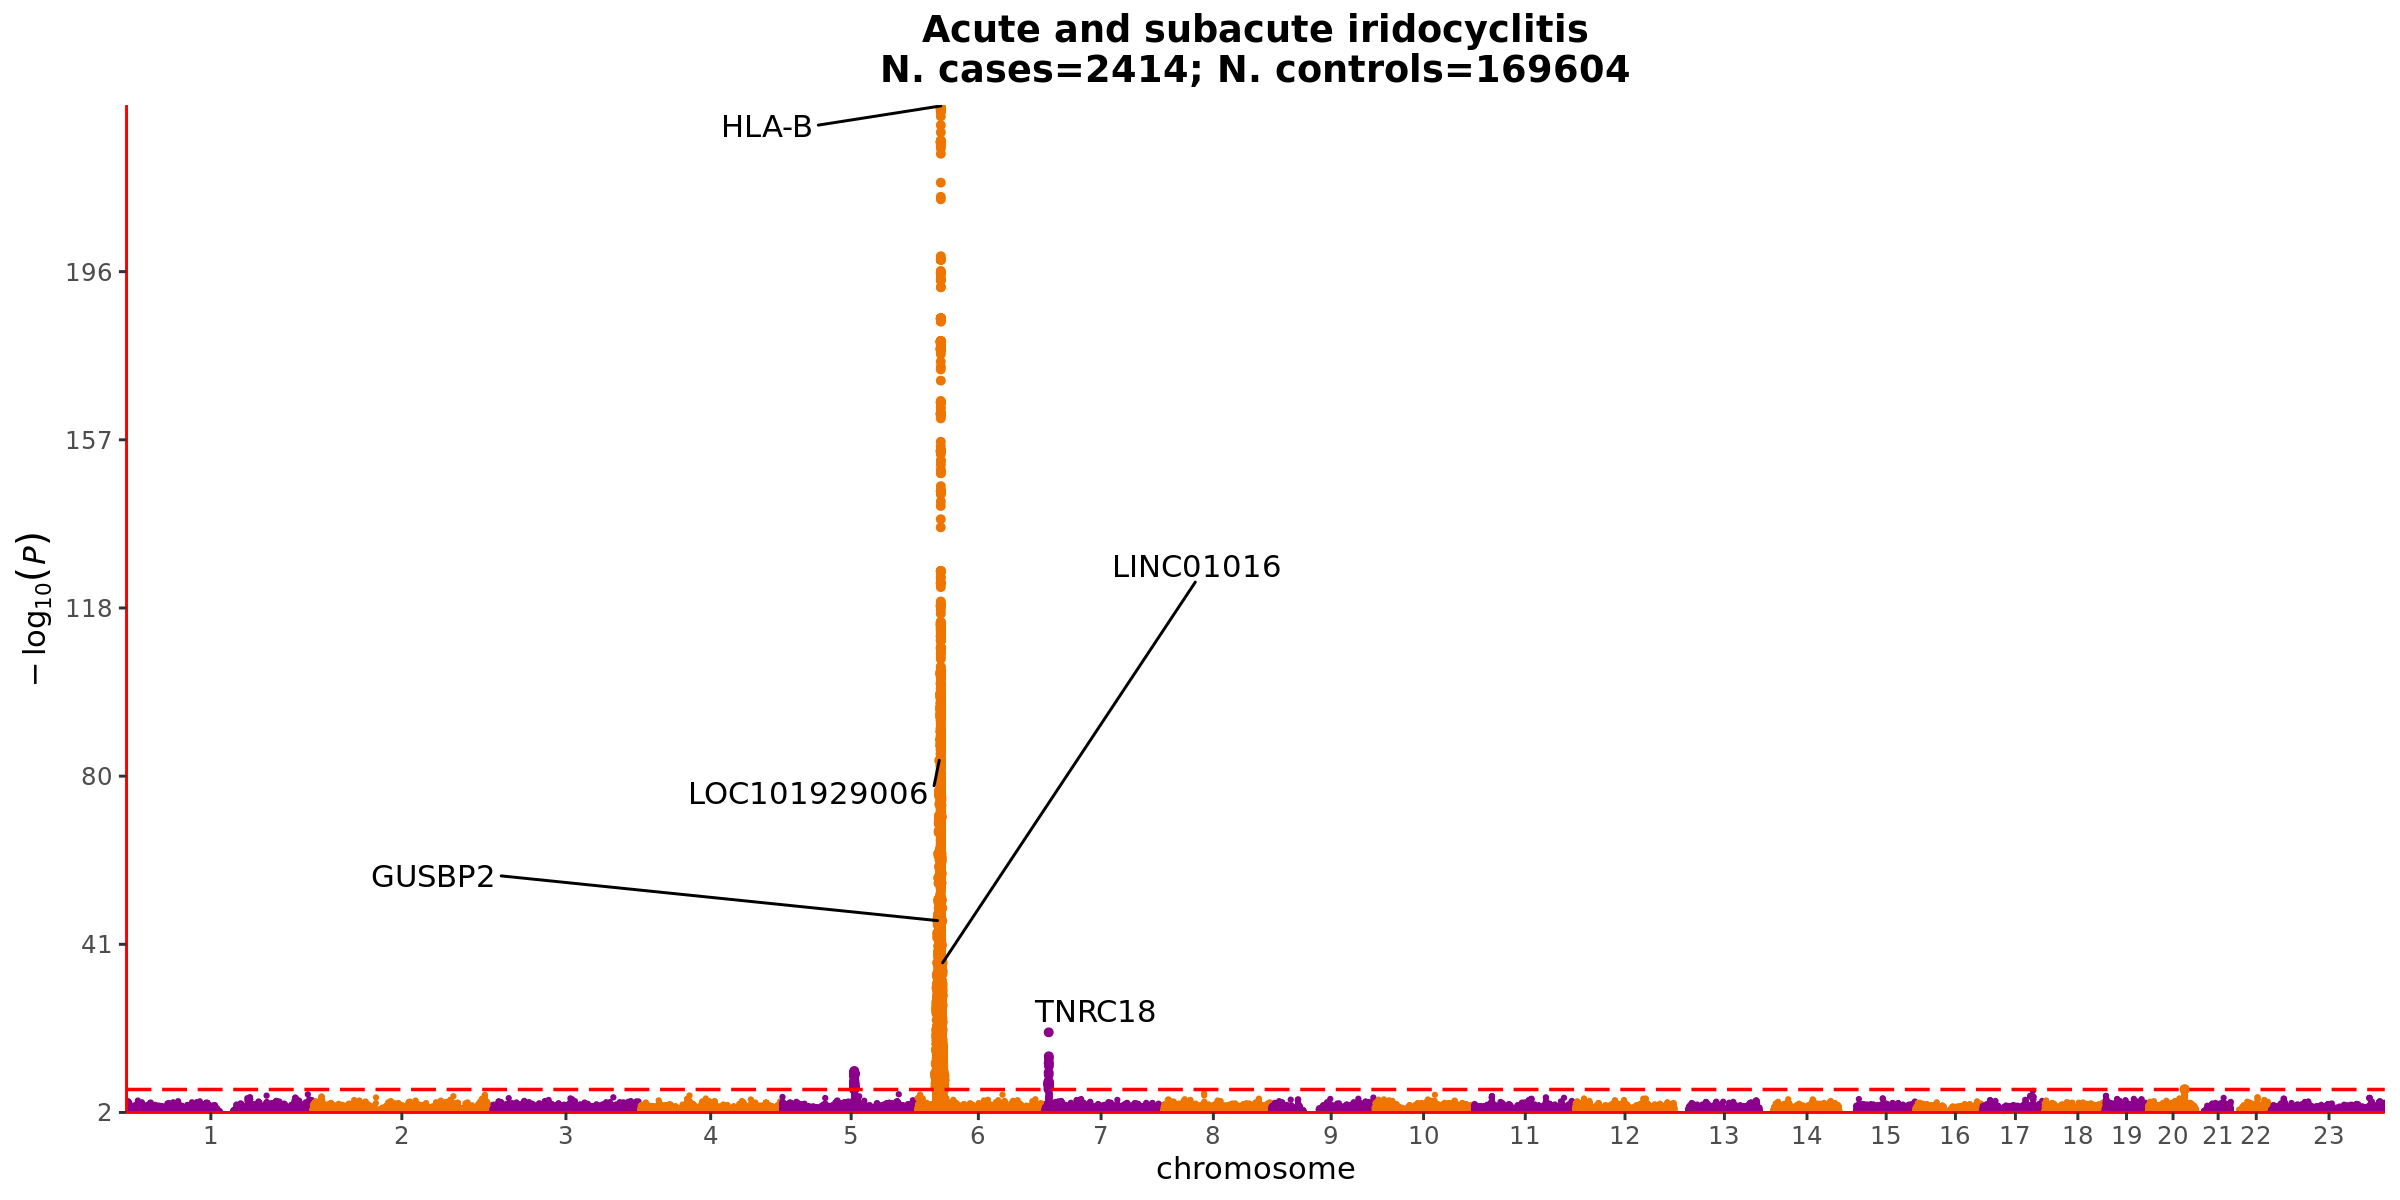 Acute and subacute iridocyclitis
N. cases=2414; N. controls=169604
HLA-B
196
157
LINC01016
− log10(P)
118
80
LOC101929006
GUSBP2
41
TNRC18
2
1 2 3 4 5 6 7 8 9 10 11 12 13 14 15 16 17 18 19 20 21 22 23
chromosome